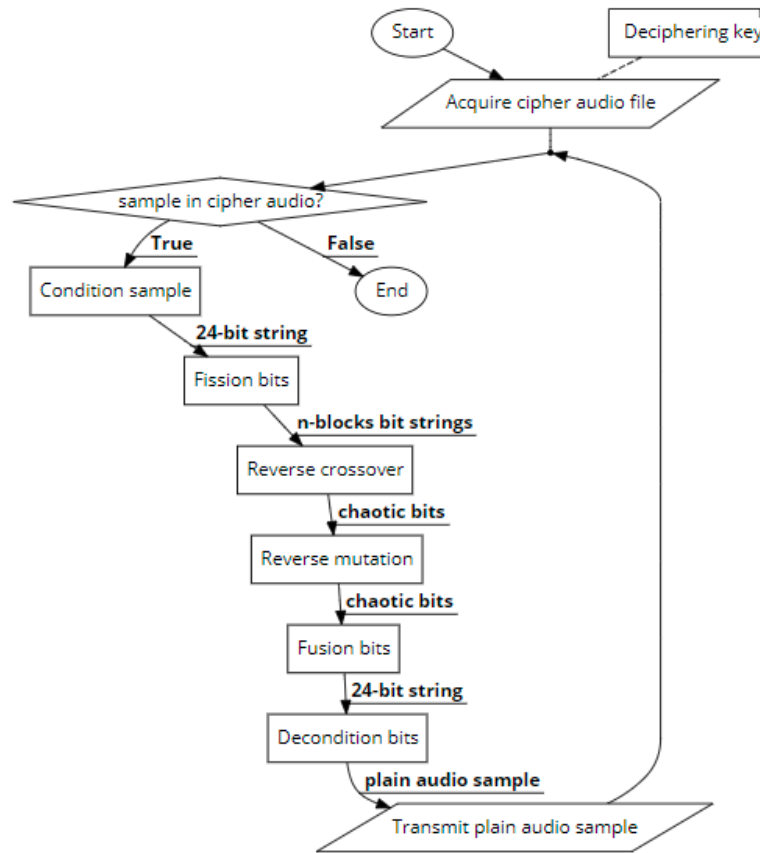 Start
Deciphering key
Acquire cipher audio file
sample in cipher audio?
True
False
Condition sample
End
24-bit string
Fission bits
n-blocks bit strings
Reverse crossover
chaotic bits
Reverse mutation
chaotic bits
Fusion bits
24-bit string
Decondition bits
plain audio sample
Transmit plain audio sample